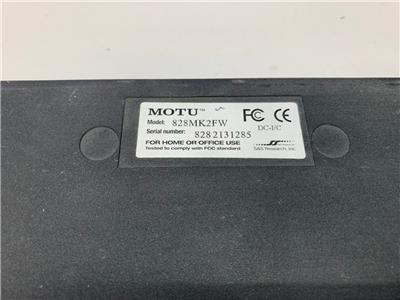 MOTU™
Model: 828MK2FW
Serial number: 8282131285
FOR HOME OR OFFICE USE
Tested to comply with FCC standard
FC CE
DC-I/C
S&S Research, Inc.